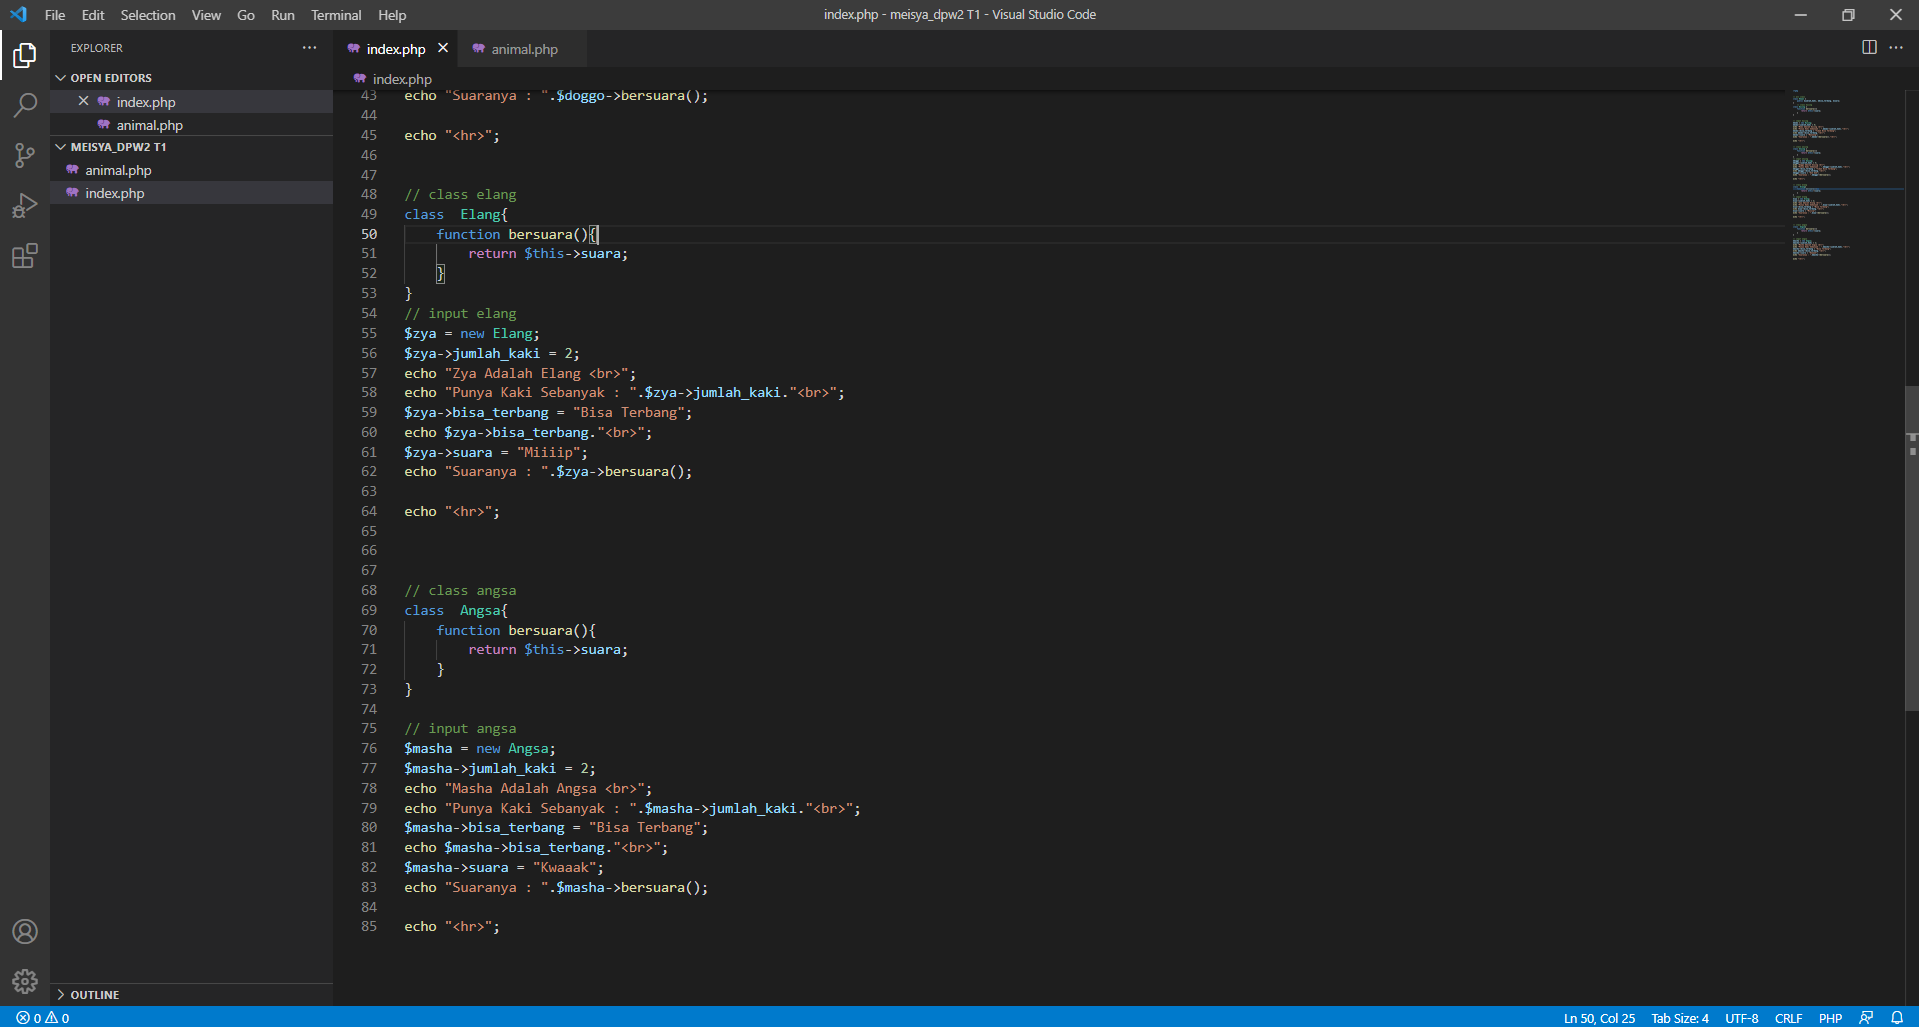 File Edit Selection View Go Run Terminal Help
index.php - meisya_dpw2 T1 - Visual Studio Code
EXPLORER
OPEN EDITORS
index.php
animal.php
MEISYA_DPW2 T1
animal.php
index.php
OUTLINE
index.php animal.php
index.php
43 echo "Suaranya : ".$doggo->bersuara();
44
45 echo "<hr>";
46
47
48 // class elang
49 class  Elang{
50     function bersuara(){
51         return $this->suara;
52     }
53 }
54 // input elang
55 $zya = new Elang;
56 $zya->jumlah_kaki = 2;
57 echo "Zya Adalah Elang <br>";
58 echo "Punya Kaki Sebanyak : ".$zya->jumlah_kaki."<br>";
59 $zya->bisa_terbang = "Bisa Terbang";
60 echo $zya->bisa_terbang."<br>";
61 $zya->suara = "Miiiip";
62 echo "Suaranya : ".$zya->bersuara();
63
64 echo "<hr>";
65
66
67
68 // class angsa
69 class  Angsa{
70     function bersuara(){
71         return $this->suara;
72     }
73 }
74
75 // input angsa
76 $masha = new Angsa;
77 $masha->jumlah_kaki = 2;
78 echo "Masha Adalah Angsa <br>";
79 echo "Punya Kaki Sebanyak : ".$masha->jumlah_kaki."<br>";
80 $masha->bisa_terbang = "Bisa Terbang";
81 echo $masha->bisa_terbang."<br>";
82 $masha->suara = "Kwaaak";
83 echo "Suaranya : ".$masha->bersuara();
84
85 echo "<hr>";
0 0
Ln 50, Col 25 Tab Size: 4 UTF-8 CRLF PHP